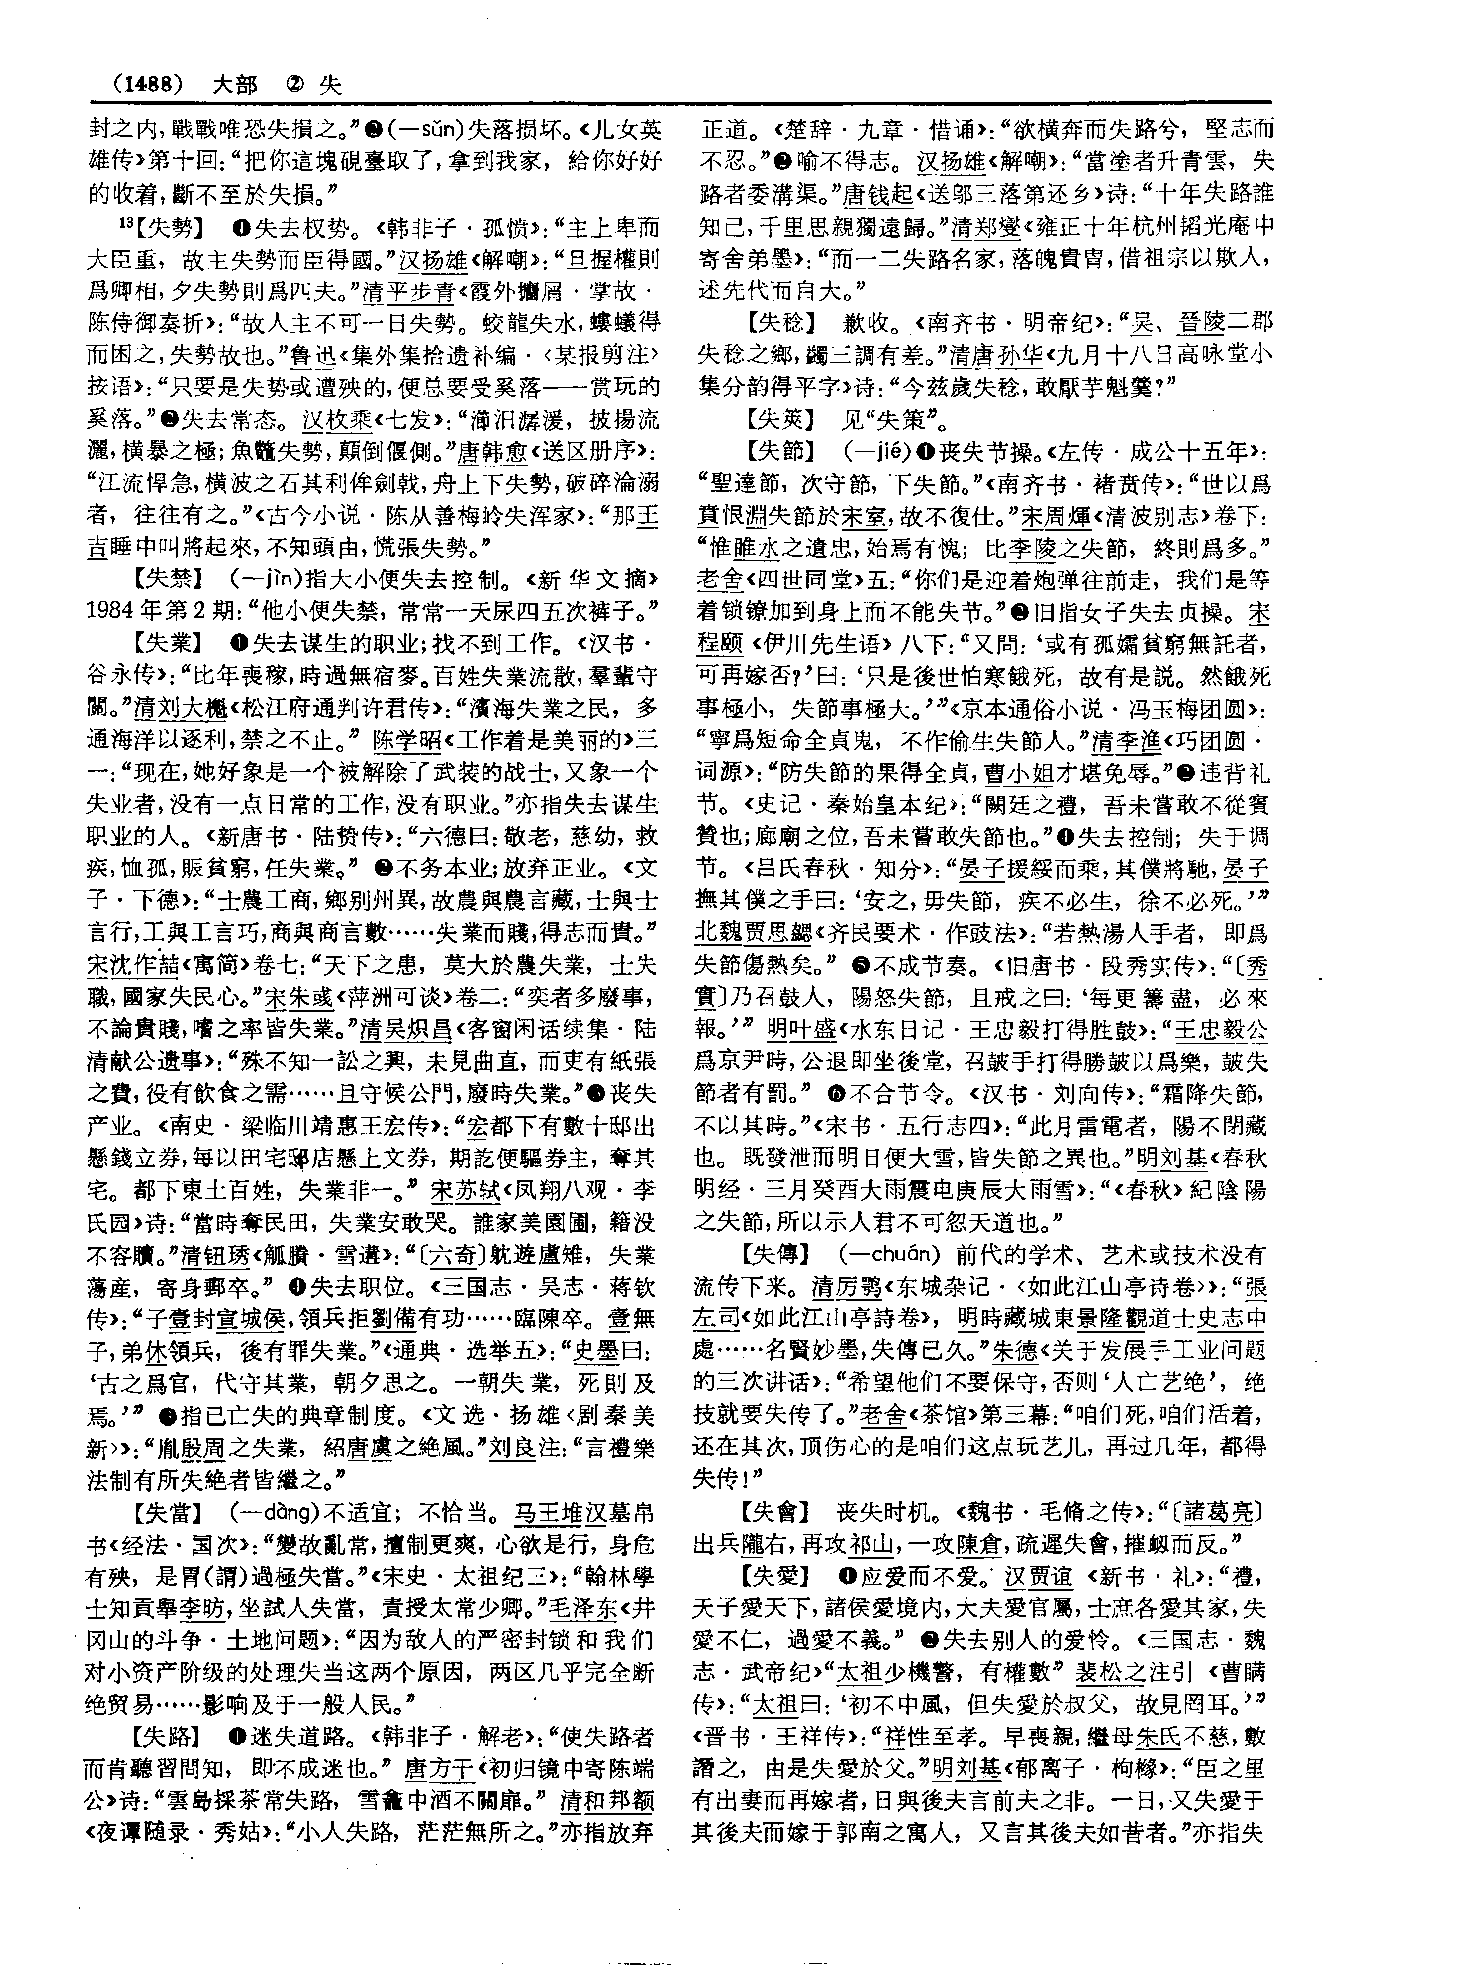 (1488) 大部 ② 失
封之内,戰戰唯恐失損之。”❷(—sǔn)失落损坏。《儿女英
雄传》第十回:“把你這塊硯臺取了,拿到我家，給你好好
的收着,斷不至於失損。”
13【失勢】 ❶失去权势。《韩非子·孤愤》:“主上卑而
大臣重，故主失勢而臣得國。”汉扬雄《解嘲》:“旦握權則
爲卿相,夕失勢則爲匹夫。”清平步青《霞外攟屑·掌故·
陈侍御奏折》:“故人主不可一日失勢。蛟龍失水,螻蟻得
而困之,失勢故也。”鲁迅《集外集拾遗补编·〈某报剪注〉
按语》:“只要是失势或遭殃的,便总要受奚落——赏玩的
奚落。”❷失去常态。汉枚乘《七发》:“澼汩潺湲，披揚流
灑,横暴之極;魚鼈失勢,顛倒偃側。”唐韩愈《送区册序》:
“江流悍急,横波之石其利侔劍戟,舟上下失勢,破碎淪溺
者，往往有之。”《古今小说·陈从善梅岭失浑家》:“那王
吉睡中叫將起來,不知頭由,慌張失勢。”
【失禁】 (—jìn)指大小便失去控制。《新华文摘》
1984年第2期:“他小便失禁，常常一天尿四五次裤子。”
【失業】 ❶失去谋生的职业;找不到工作。《汉书·
谷永传》:“比年喪稼,時過無宿麥。百姓失業流散,羣輩守
關。”清刘大櫆《松江府通判许君传》:“濱海失業之民，多
通海洋以逐利,禁之不止。”陈学昭《工作着是美丽的》三
一:“现在,她好象是一个被解除了武装的战士,又象一个
失业者,没有一点日常的工作,没有职业。”亦指失去谋生
职业的人。《新唐书·陆贽传》:“六德曰:敬老，慈幼，救
疾,恤孤,賑貧窮,任失業。” ❷不务本业;放弃正业。《文
子·下德》:“士農工商,鄉别州異,故農與農言藏,士與士
言行,工與工言巧,商與商言數……失業而賤,得志而貴。”
宋沈作喆《寓简》卷七:“天下之患，莫大於農失業，士失
職,國家失民心。”宋朱彧《萍洲可谈》卷二:“奕者多廢事，
不論貴賤,嗜之率皆失業。”清吴炽昌《客窗闲话续集·陆
清献公遗事》:“殊不知一訟之興，未見曲直，而吏有紙張
之費,役有飲食之需……且守候公門,廢時失業。”❸丧失
产业。《南史·梁临川靖惠王宏传》:“宏都下有數十邸出
懸錢立券,每以田宅邸店懸上文券，期訖便驅券主，奪其
宅。都下東土百姓，失業非一。”宋苏轼《凤翔八观·李
氏园》诗:“當時奪民田，失業安敢哭。誰家美園圃，籍没
不容贖。”清钮琇《觚賸·雪遘》:“〔六奇〕躭遊盧雉，失業
蕩産，寄身郵卒。” ❹失去职位。《三国志·吴志·蒋钦
传》:“子壹封宣城侯,領兵拒劉備有功……臨陳卒。壹無
子,弟休領兵，後有罪失業。”《通典·选举五》:“史墨曰:
‘古之爲官，代守其業，朝夕思之。一朝失業，死則及
焉。’” ❺指已亡失的典章制度。《文选·扬雄〈剧秦美
新〉》:“胤殷周之失業，紹唐虞之絶風。”刘良注:“言禮樂
法制有所失絶者皆繼之。”
【失當】 (—dàng)不适宜;不恰当。马王堆汉墓帛
书《经法·国次》:“變故亂常,擅制更爽，心欲是行，身危
有殃，是胃(謂)過極失當。”《宋史·太祖纪三》:“翰林學
士知貢舉李昉,坐試人失當，責授太常少卿。”毛泽东《井
冈山的斗争·土地问题》:“因为敌人的严密封锁和我们
对小资产阶级的处理失当这两个原因，两区几乎完全断
绝贸易……影响及于一般人民。”
【失路】 ❶迷失道路。《韩非子·解老》:“使失路者
而肯聽習問知，即不成迷也。”唐方干《初归镜中寄陈端
公》诗:“雲島採茶常失路，雪龕中酒不關扉。”清和邦额
《夜谭随录·秀姑》:“小人失路，茫茫無所之。”亦指放弃
正道。《楚辞·九章·惜诵》:“欲横奔而失路兮，堅志而
不忍。”❷喻不得志。汉扬雄《解嘲》:“當塗者升青雲，失
路者委溝渠。”唐钱起《送邬三落第还乡》诗:“十年失路誰
知己,千里思親獨遠歸。”清郑燮《雍正十年杭州韬光庵中
寄舍弟墨》:“而一二失路名家,落魄貴胄,借祖宗以欺人，
述先代而自大。”
【失稔】 歉收。《南齐书·明帝纪》:“吴、晉陵二郡
失稔之鄉,蠲三調有差。”清唐孙华《九月十八日高咏堂小
集分韵得平字》诗:“今兹歲失稔,敢厭芋魁羹?”
【失筴】 见“失策”。
【失節】 (—jié)❶丧失节操。《左传·成公十五年》:
“聖達節，次守節，下失節。”《南齐书·褚贲传》:“世以爲
賁恨淵失節於宋室,故不復仕。”宋周煇《清波别志》卷下:
“惟睢水之遺忠,始焉有愧;比李陵之失節，終則爲多。”
老舍《四世同堂》五:“你们是迎着炮弹往前走，我们是等
着锁镣加到身上而不能失节。”❷旧指女子失去贞操。宋
程颐《伊川先生语》八下:“又問:‘或有孤孀貧窮無託者，
可再嫁否?’曰:‘只是後世怕寒餓死，故有是説。然餓死
事極小，失節事極大。’”《京本通俗小说·冯玉梅团圆》:
“寧爲短命全貞鬼，不作偷生失節人。”清李漁《巧团圆·
词源》:“防失節的果得全貞,曹小姐才堪免辱。”❸违背礼
节。《史记·秦始皇本纪》:“闕廷之禮，吾未嘗敢不從賓
贊也;廊廟之位,吾未嘗敢失節也。”❹失去控制;失于调
节。《吕氏春秋·知分》:“晏子援綏而乘,其僕將馳,晏子
撫其僕之手曰:‘安之,毋失節，疾不必生，徐不必死。’”
北魏贾思勰《齐民要术·作豉法》:“若熱湯人手者，即爲
失節傷熱矣。” ❺不成节奏。《旧唐书·段秀实传》:“〔秀
實〕乃召鼓人，陽怒失節，且戒之曰:‘每更籌盡，必來
報。’”明叶盛《水东日记·王忠毅打得胜鼓》:“王忠毅公
爲京尹時,公退即坐後堂，召皷手打得勝皷以爲樂，皷失
節者有罰。” ❻不合节令。《汉书·刘向传》:“霜降失節，
不以其時。”《宋书·五行志四》:“此月雷電者，陽不閉藏
也。既發泄而明日便大雪,皆失節之異也。”明刘基《春秋
明经·三月癸酉大雨震电庚辰大雨雪》:“《春秋》紀陰陽
之失節,所以示人君不可忽天道也。”
【失傳】 (—chuán) 前代的学术、艺术或技术没有
流传下来。清厉鹗《东城杂记·〈如此江山亭诗卷〉》:“張
左司《如此江山亭詩卷》，明時藏城東景隆觀道士史志中
處……名賢妙墨,失傳已久。”朱德《关于发展手工业问题
的三次讲话》:“希望他们不要保守,否则‘人亡艺绝’，绝
技就要失传了。”老舍《茶馆》第三幕:“咱们死,咱们活着，
还在其次,顶伤心的是咱们这点玩艺儿，再过几年，都得
失传!”
【失會】 丧失时机。《魏书·毛脩之传》:“〔諸葛亮〕
出兵隴右,再攻祁山,一攻陳倉,疏遲失會,摧衂而反。”
【失愛】 ❶应爱而不爱。汉贾谊《新书·礼》:“禮，
天子愛天下,諸侯愛境内,大夫愛官屬,士庶各愛其家,失
愛不仁，過愛不義。” ❷失去别人的爱怜。《三国志·魏
志·武帝纪》“太祖少機警，有權數”裴松之注引《曹瞒
传》:“太祖曰:‘初不中風，但失愛於叔父，故見罔耳。’”
《晋书·王祥传》:“祥性至孝。早喪親,繼母朱氏不慈,數
譖之，由是失愛於父。”明刘基《郁离子·枸橼》:“臣之里
有出妻而再嫁者,日與後夫言前夫之非。一日,又失愛于
其後夫而嫁于郭南之寓人，又言其後夫如昔者。”亦指失